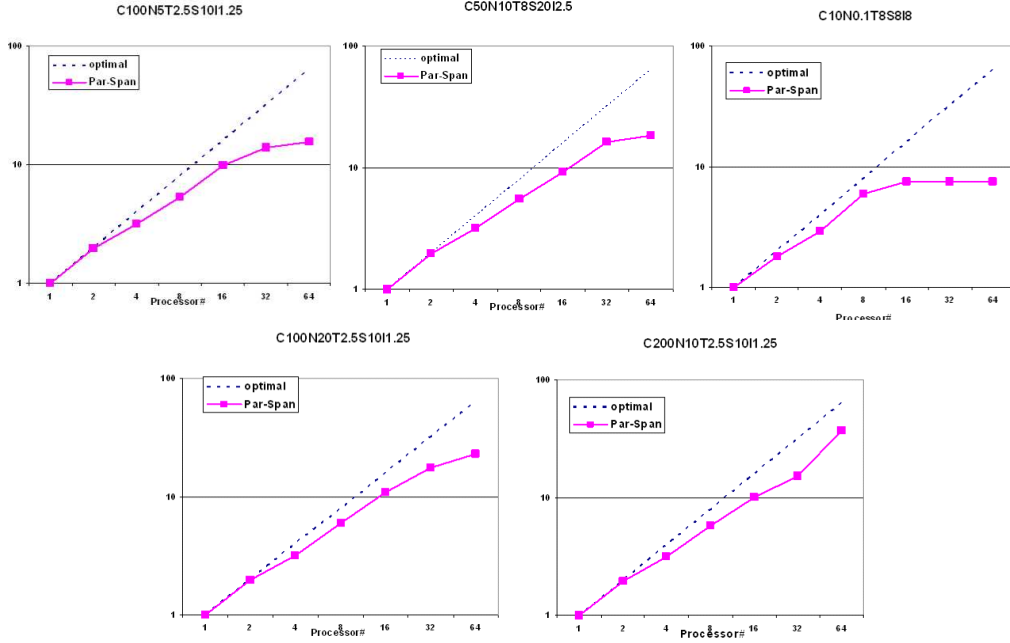 C100N5T2.5S10I1.25
100
10
1
optimal
Par-Span
1 2 4 8 16 32 64
Processor#
C50N10T8S20I2.5
100
10
1
optimal
Par-Span
1 2 4 8 16 32 64
Processor#
C10N0.1T8S8I8
100
10
1
optimal
Par-Span
1 2 4 8 16 32 64
Processor#
C100N20T2.5S10I1.25
100
10
1
optimal
Par-Span
1 2 4 8 16 32 64
Processor#
C200N10T2.5S10I1.25
100
10
1
optimal
Par-Span
1 2 4 8 16 32 64
Processor#